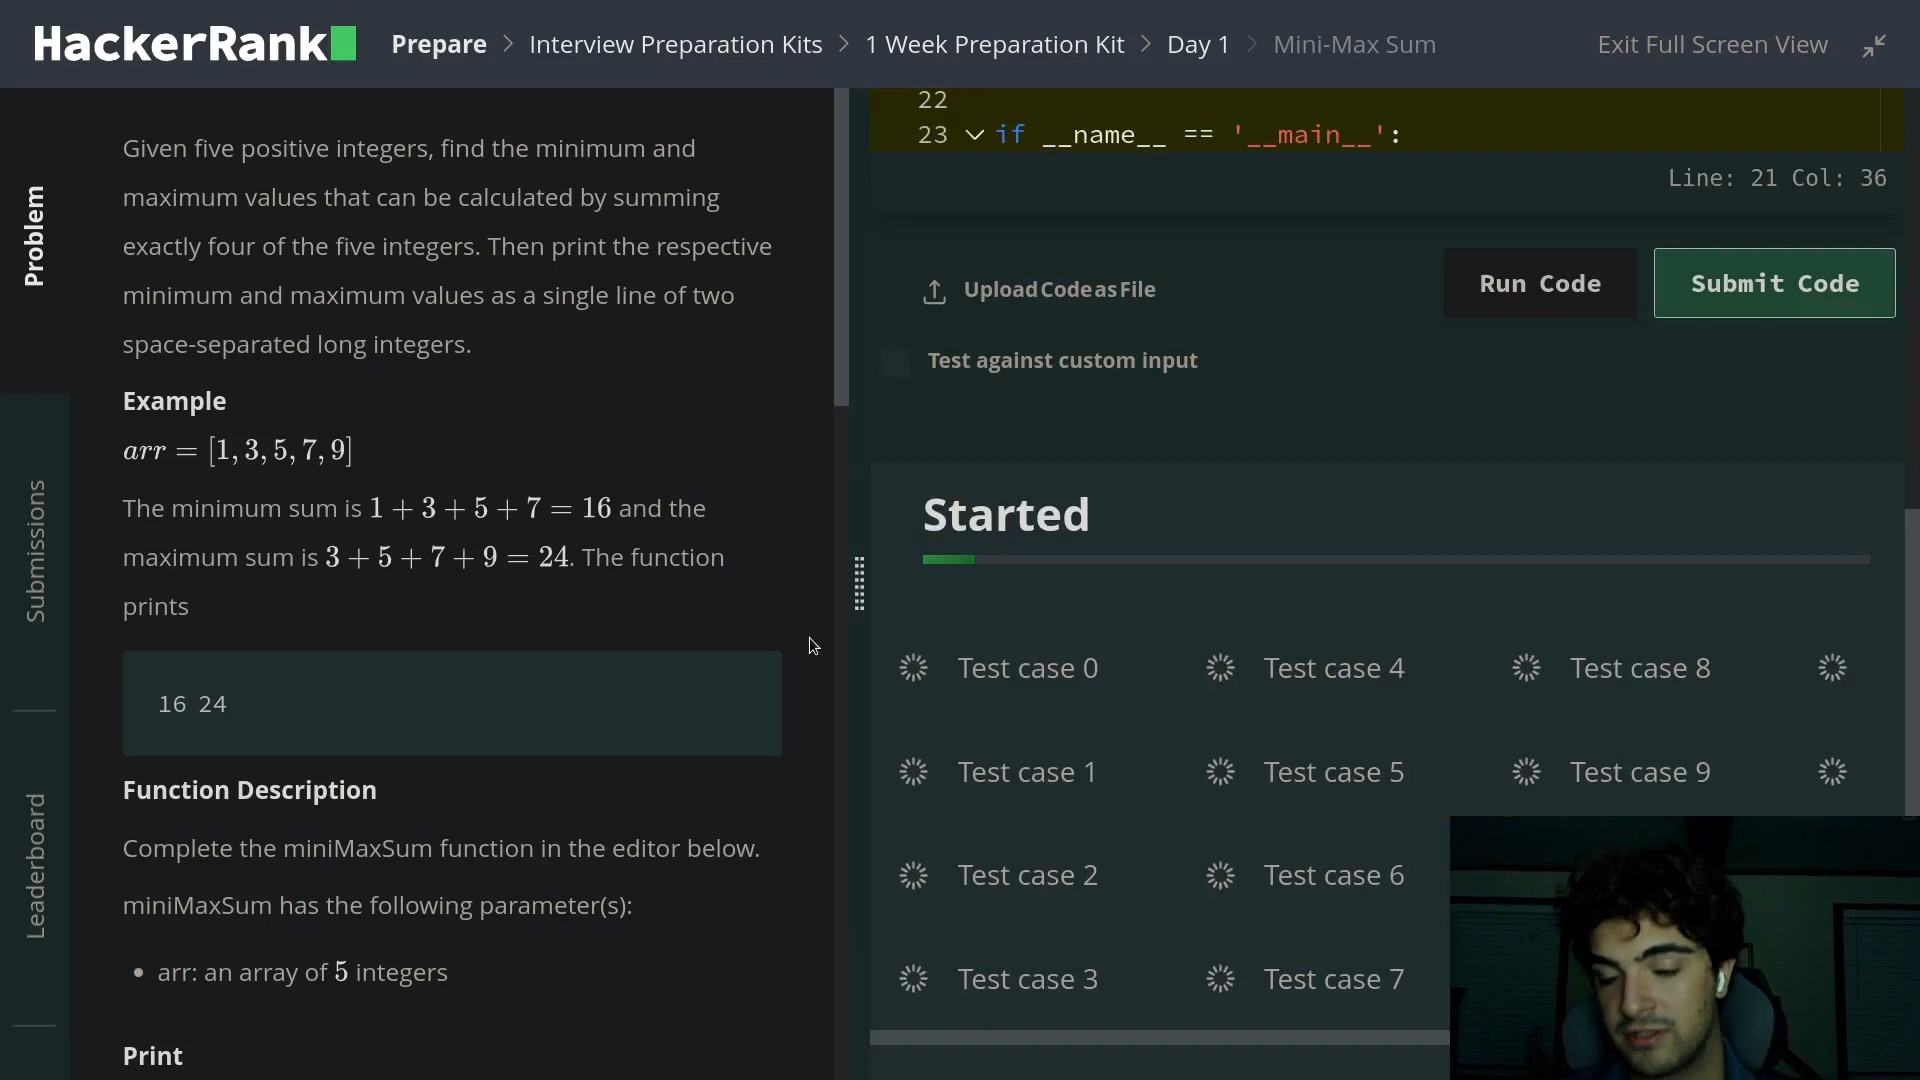 HackerRank
Prepare > Interview Preparation Kits > 1 Week Preparation Kit > Day 1 > Mini-Max Sum
Exit Full Screen View
Problem
Submissions
Leaderboard
Given five positive integers, find the minimum and
maximum values that can be calculated by summing
exactly four of the five integers. Then print the respective
minimum and maximum values as a single line of two
space-separated long integers.
Example
arr = [1, 3, 5, 7, 9]
The minimum sum is 1 + 3 + 5 + 7 = 16 and the
maximum sum is 3 + 5 + 7 + 9 = 24. The function
prints
16 24
Function Description
Complete the miniMaxSum function in the editor below.
miniMaxSum has the following parameter(s):
• arr: an array of 5 integers
Print
22
23 if __name__ == '__main__':
Line: 21 Col: 36
Upload Code as File
Run Code
Submit Code
Test against custom input
Started
Test case 0
Test case 4
Test case 8
Test case 1
Test case 5
Test case 9
Test case 2
Test case 6
Test case 3
Test case 7